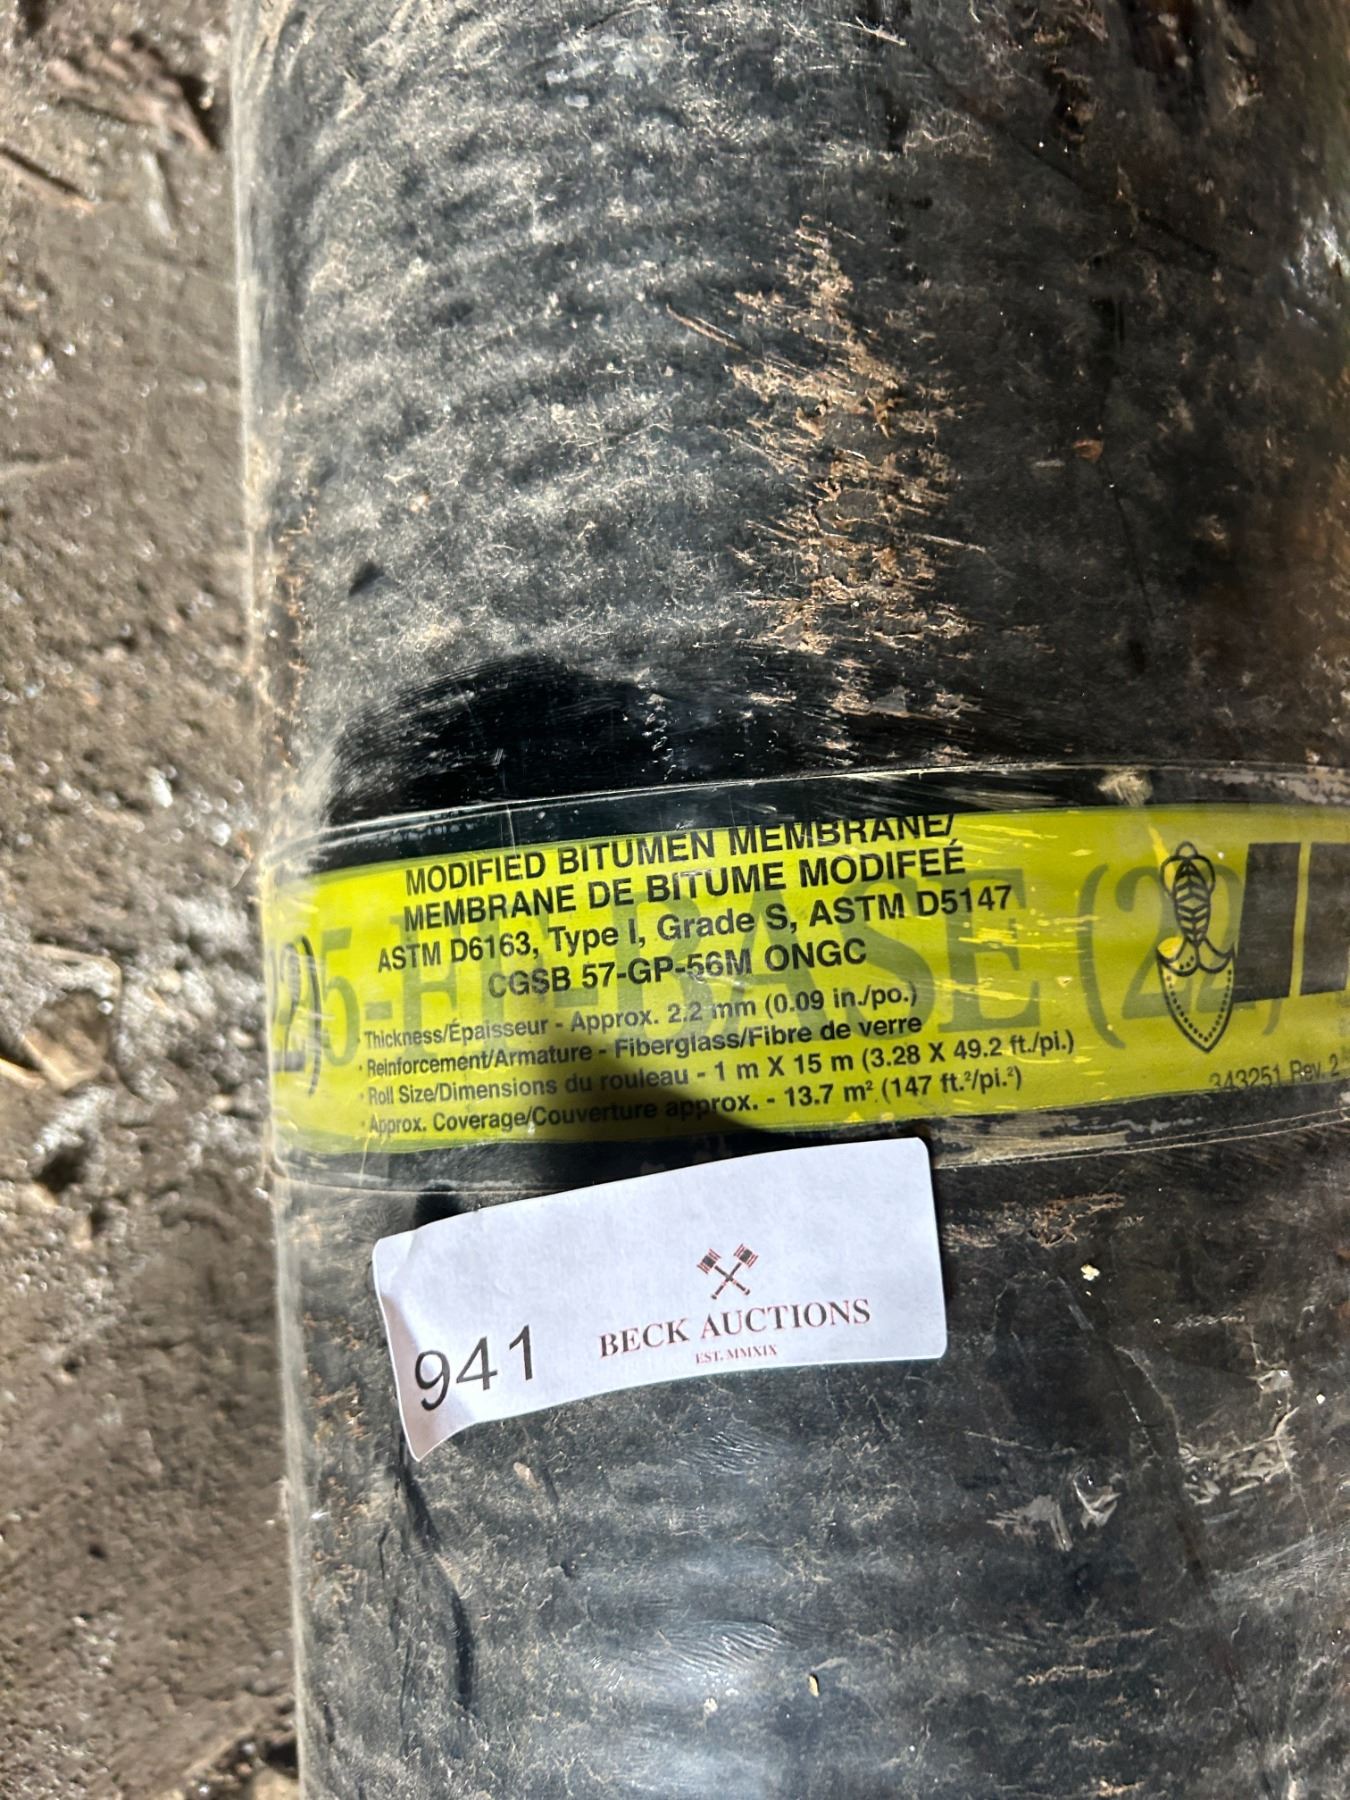 MODIFIED BITUMEN MEMBRANE/
MEMBRANE DE BITUME MODIFEÉ
ASTM D6163, Type I, Grade S, ASTM D5147
CGSB 57-GP-56M ONGC
· Thickness/Épaisseur - Approx. 2.2 mm (0.09 in./po.)
· Reinforcement/Armature - Fiberglass/Fibre de verre
· Roll Size/Dimensions du rouleau - 1 m X 15 m (3.28 X 49.2 ft./pi.)
· Approx. Coverage/Couverture approx. - 13.7 m² (147 ft.²/pi.²)
BASE (22)
343251 Rev. 2
941
BECK AUCTIONS
EST. MMXIX